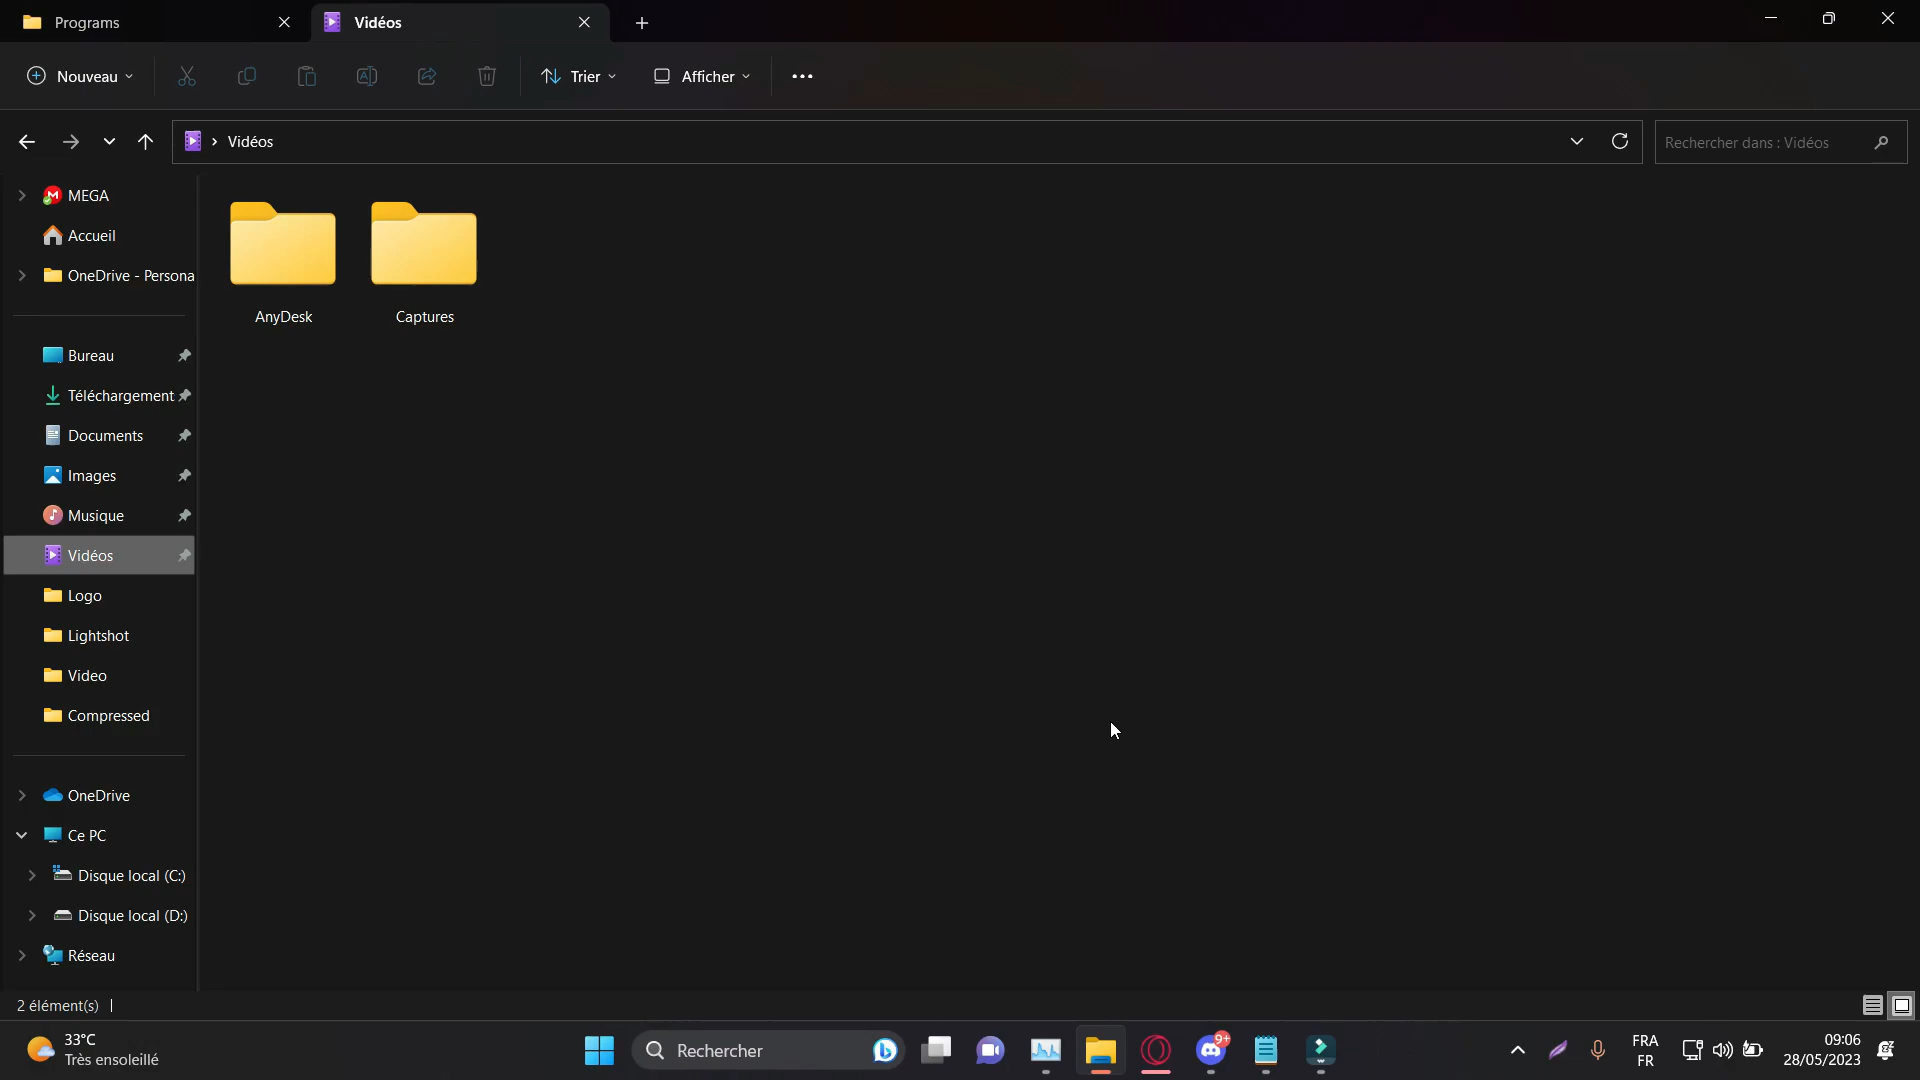 Programs
Vidéos
Nouveau
Trier
Afficher
Vidéos
Rechercher dans : Vidéos
MEGA
Accueil
OneDrive - Persona
Bureau
Téléchargement
Documents
Images
Musique
Vidéos
Logo
Lightshot
Video
Compressed
OneDrive
Ce PC
Disque local (C:)
Disque local (D:)
Réseau
AnyDesk
Captures
2 élément(s)
33°C
Très ensoleillé
Rechercher
9+
FRA
FR
09:06
28/05/2023